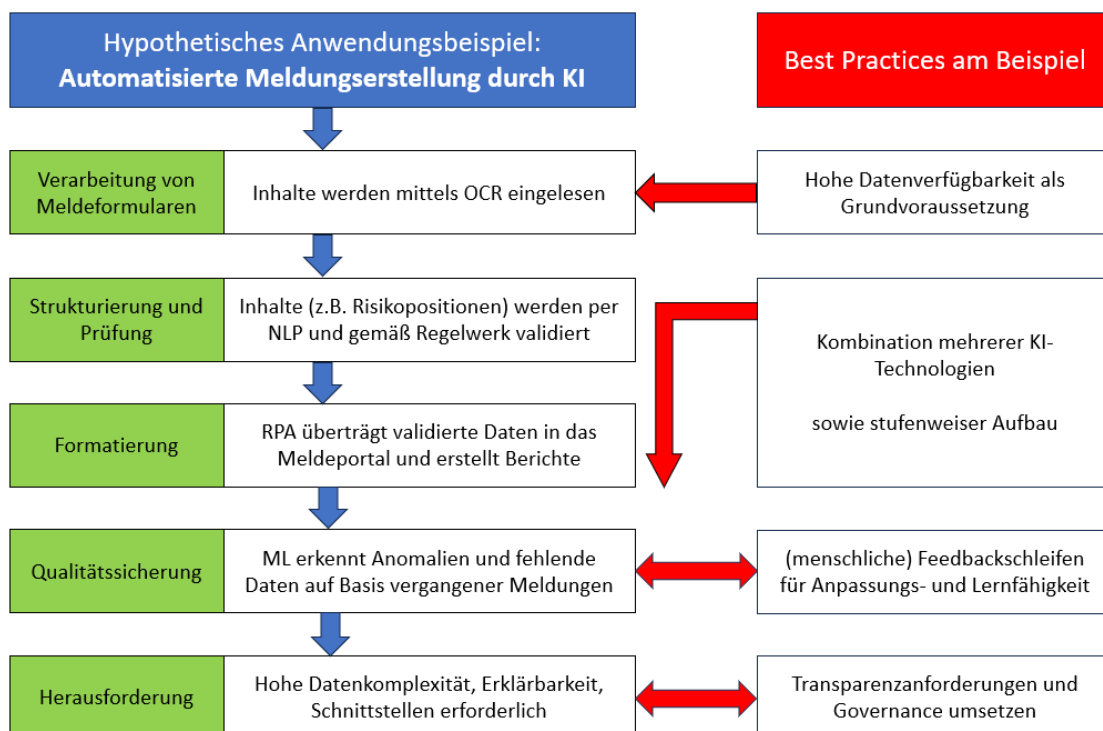 Hypothetisches Anwendungsbeispiel:
Automatisierte Meldungserstellung durch KI
Best Practices am Beispiel
Verarbeitung von
Meldeformularen
Inhalte werden mittels OCR eingelesen
Hohe Datenverfügbarkeit als
Grundvoraussetzung
Strukturierung und
Prüfung
Inhalte (z.B. Risikopositionen) werden per
NLP und gemäß Regelwerk validiert
Kombination mehrerer KI-
Technologien
sowie stufenweiser Aufbau
Formatierung
RPA überträgt validierte Daten in das
Meldeportal und erstellt Berichte
Qualitätssicherung
ML erkennt Anomalien und fehlende
Daten auf Basis vergangener Meldungen
(menschliche) Feedbackschleifen
für Anpassungs- und Lernfähigkeit
Herausforderung
Hohe Datenkomplexität, Erklärbarkeit,
Schnittstellen erforderlich
Transparenzanforderungen und
Governance umsetzen